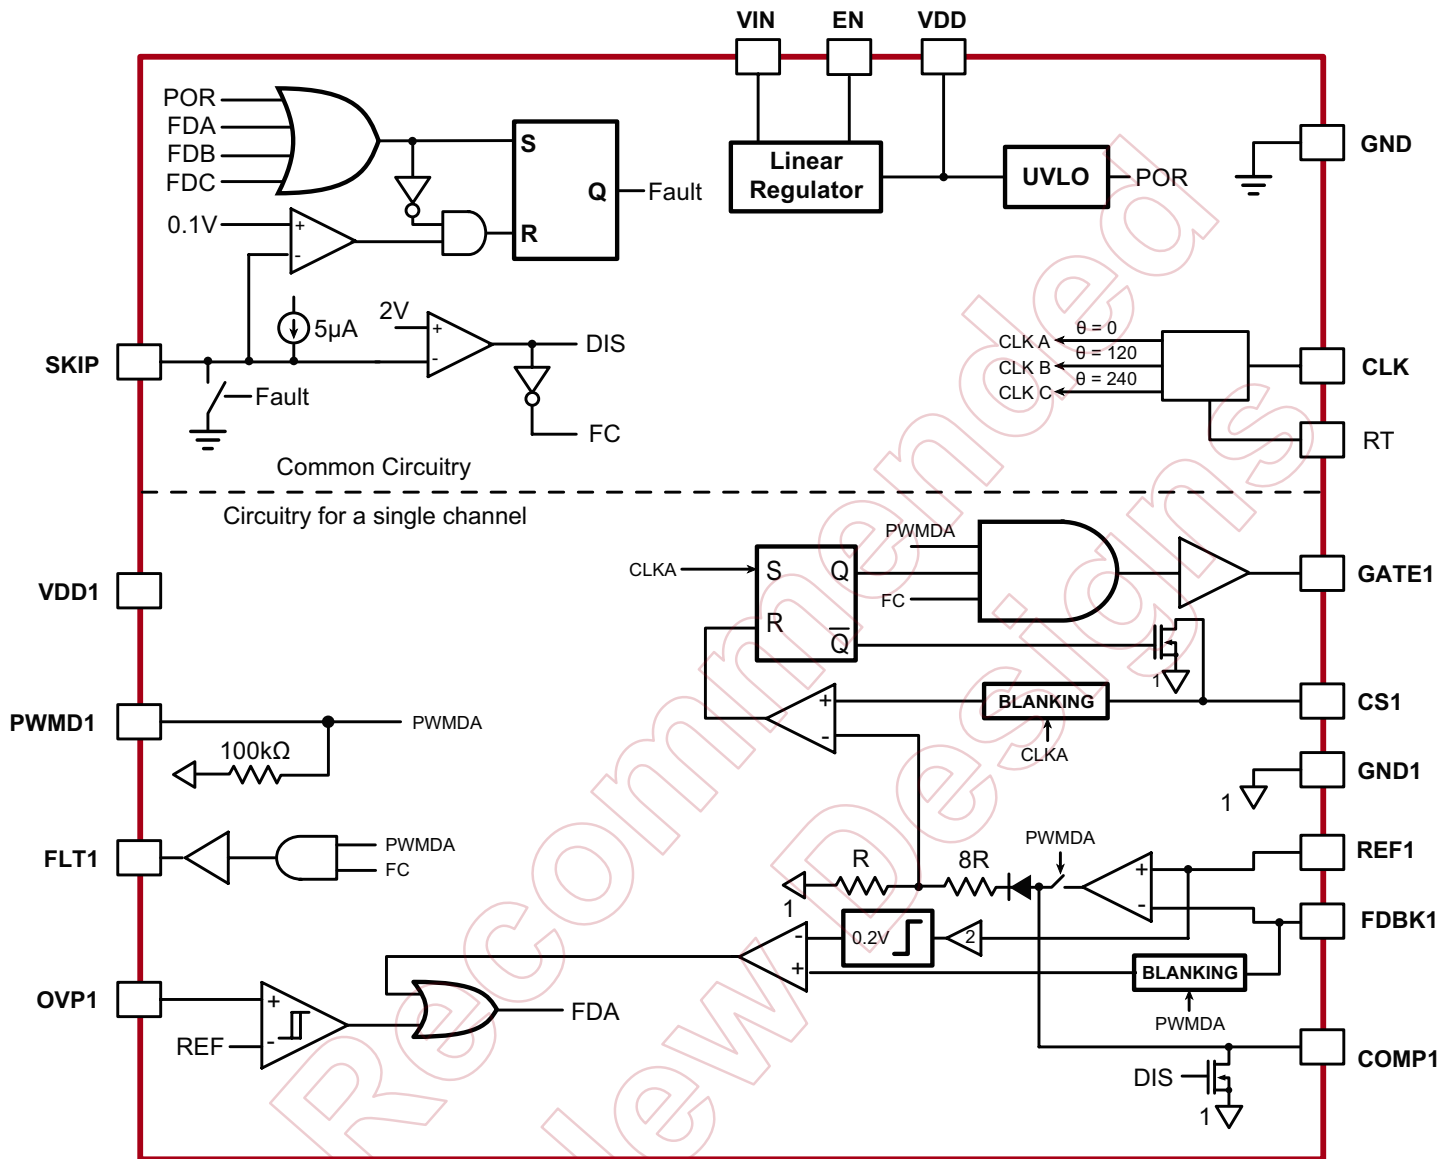 VIN
EN
VDD
POR
FDA
FDB
FDC
S
Q
R
Fault
0.1V
+
-
Linear
Regulator
UVLO
POR
GND
5µA
2V
+
-
DIS
FC
SKIP
Fault
CLK A
CLK B
CLK C
θ = 0
θ = 120
θ = 240
CLK
RT
Common Circuitry
Circuitry for a single channel
VDD1
CLKA
S
Q
R
Q
PWMDA
FC
GATE1
1
PWMD1
PWMDA
100kΩ
+
-
BLANKING
CLKA
CS1
GND1
1
FLT1
PWMDA
FC
R
8R
1
PWMDA
+
-
REF1
FDBK1
-
+
0.2V
2
BLANKING
PWMDA
OVP1
+
-
REF
FDA
COMP1
DIS
1
Recommended
New Designs